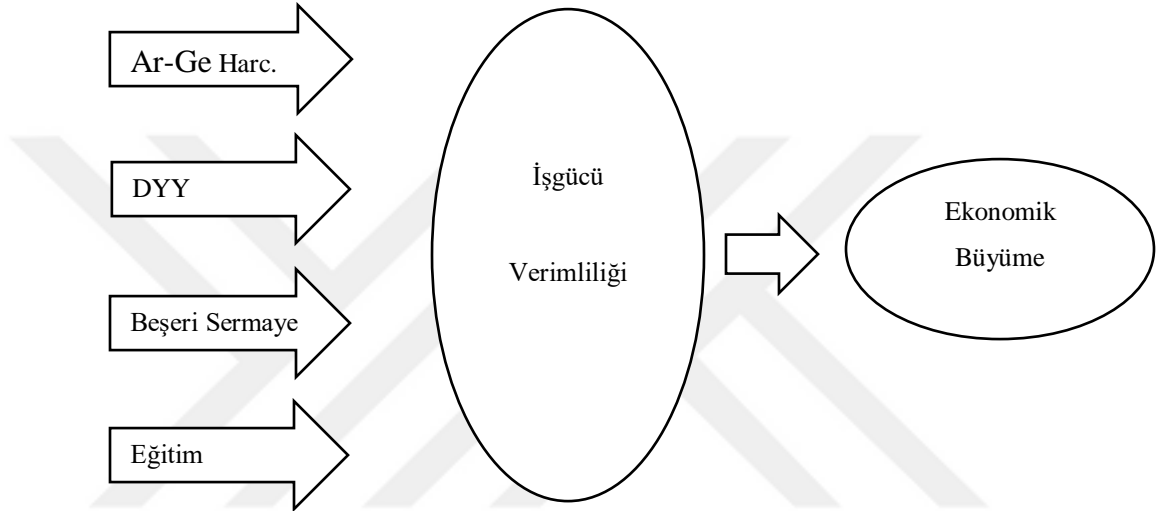 Ar-Ge Harc.
DYY
Beşeri Sermaye
Eğitim
İşgücü
Verimliliği
Ekonomik
Büyüme